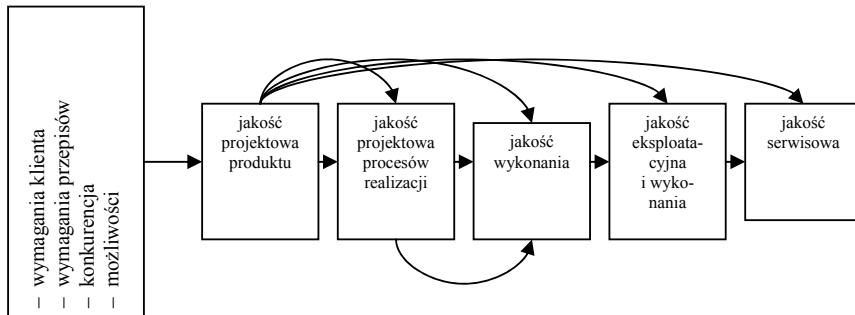 – wymagania klienta
– wymagania przepisów
– konkurencja
– możliwości
jakość
projektowa
produktu
jakość
projektowa
procesów
realizacji
jakość
wykonania
jakość
eksploata-
cyjna
i wyko-
nania
jakość
serwisowa